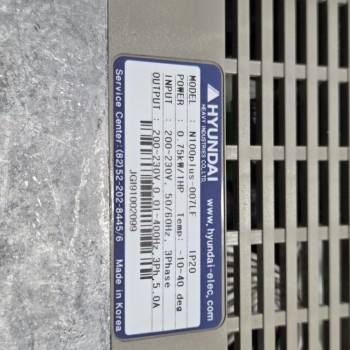 HYUNDAI
HEAVY INDUSTRIES CO.,LTD.
www.hyundai-elec.com
MODEL : N100plus-007LF IP20
POWER : 0.75kW/1HP Temp: -10-40 deg
INPUT : 200-230V, 50/60Hz, 3Phase
OUTPUT : 200-230V,0.01-400Hz,3Ph,5.0A
JGI91002099
Service Center: (82)52-202-8445/6 Made in Korea